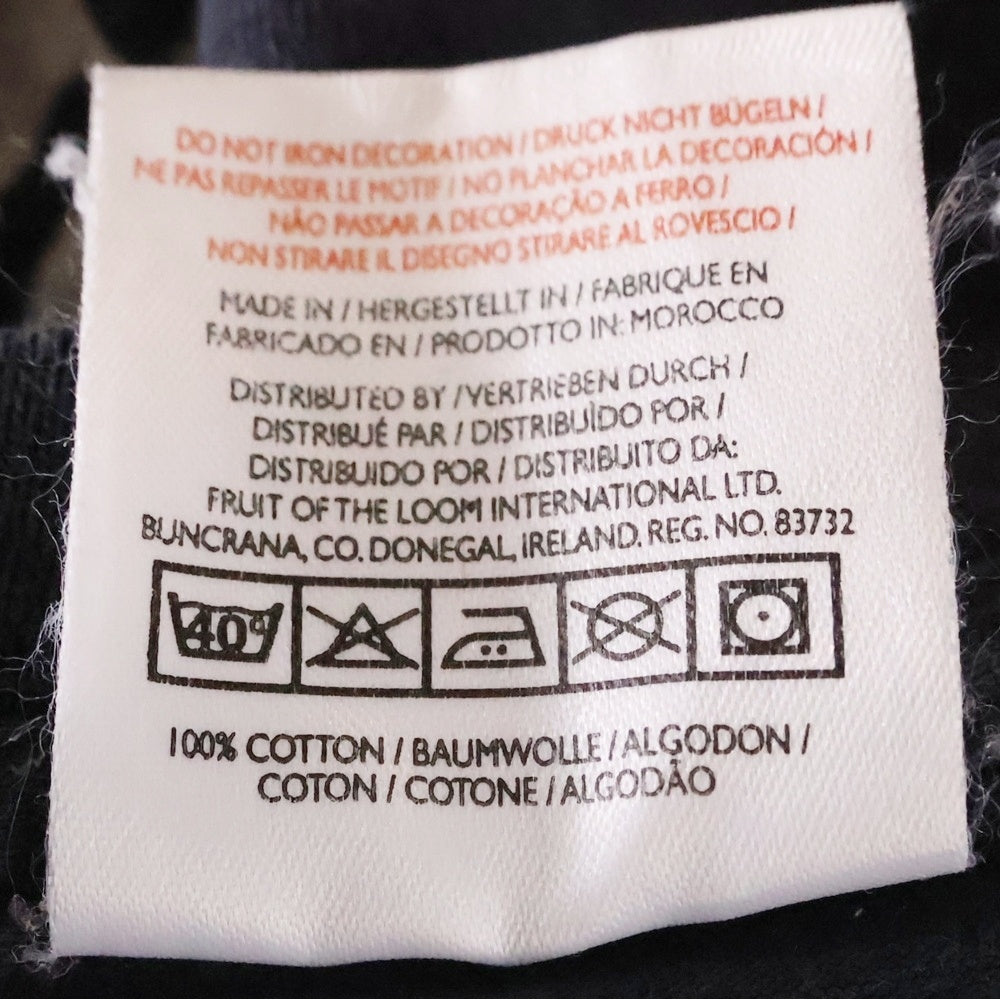 DO NOT IRON DECORATION / DRUCK NICHT BÜGELN /
NE PAS REPASSER LE MOTIF / NO PLANCHAR LA DECORACIÓN /
NÃO PASSAR A DECORAÇÃO A FERRO /
NON STIRARE IL DISEGNO STIRARE AL ROVESCIO /
MADE IN / HERGESTELLT IN / FABRIQUE EN
FABRICADO EN / PRODOTTO IN: MOROCCO
DISTRIBUTED BY / VERTRIEBEN DURCH /
DISTRIBUÉ PAR / DISTRIBUÌDO POR /
DISTRIBUIDO POR / DISTRIBUITO DA:
FRUIT OF THE LOOM INTERNATIONAL LTD.
BUNCRANA, CO. DONEGAL, IRELAND. REG. NO. 83732
40°
100% COTTON / BAUMWOLLE / ALGODON /
COTON / COTONE / ALGODÃO